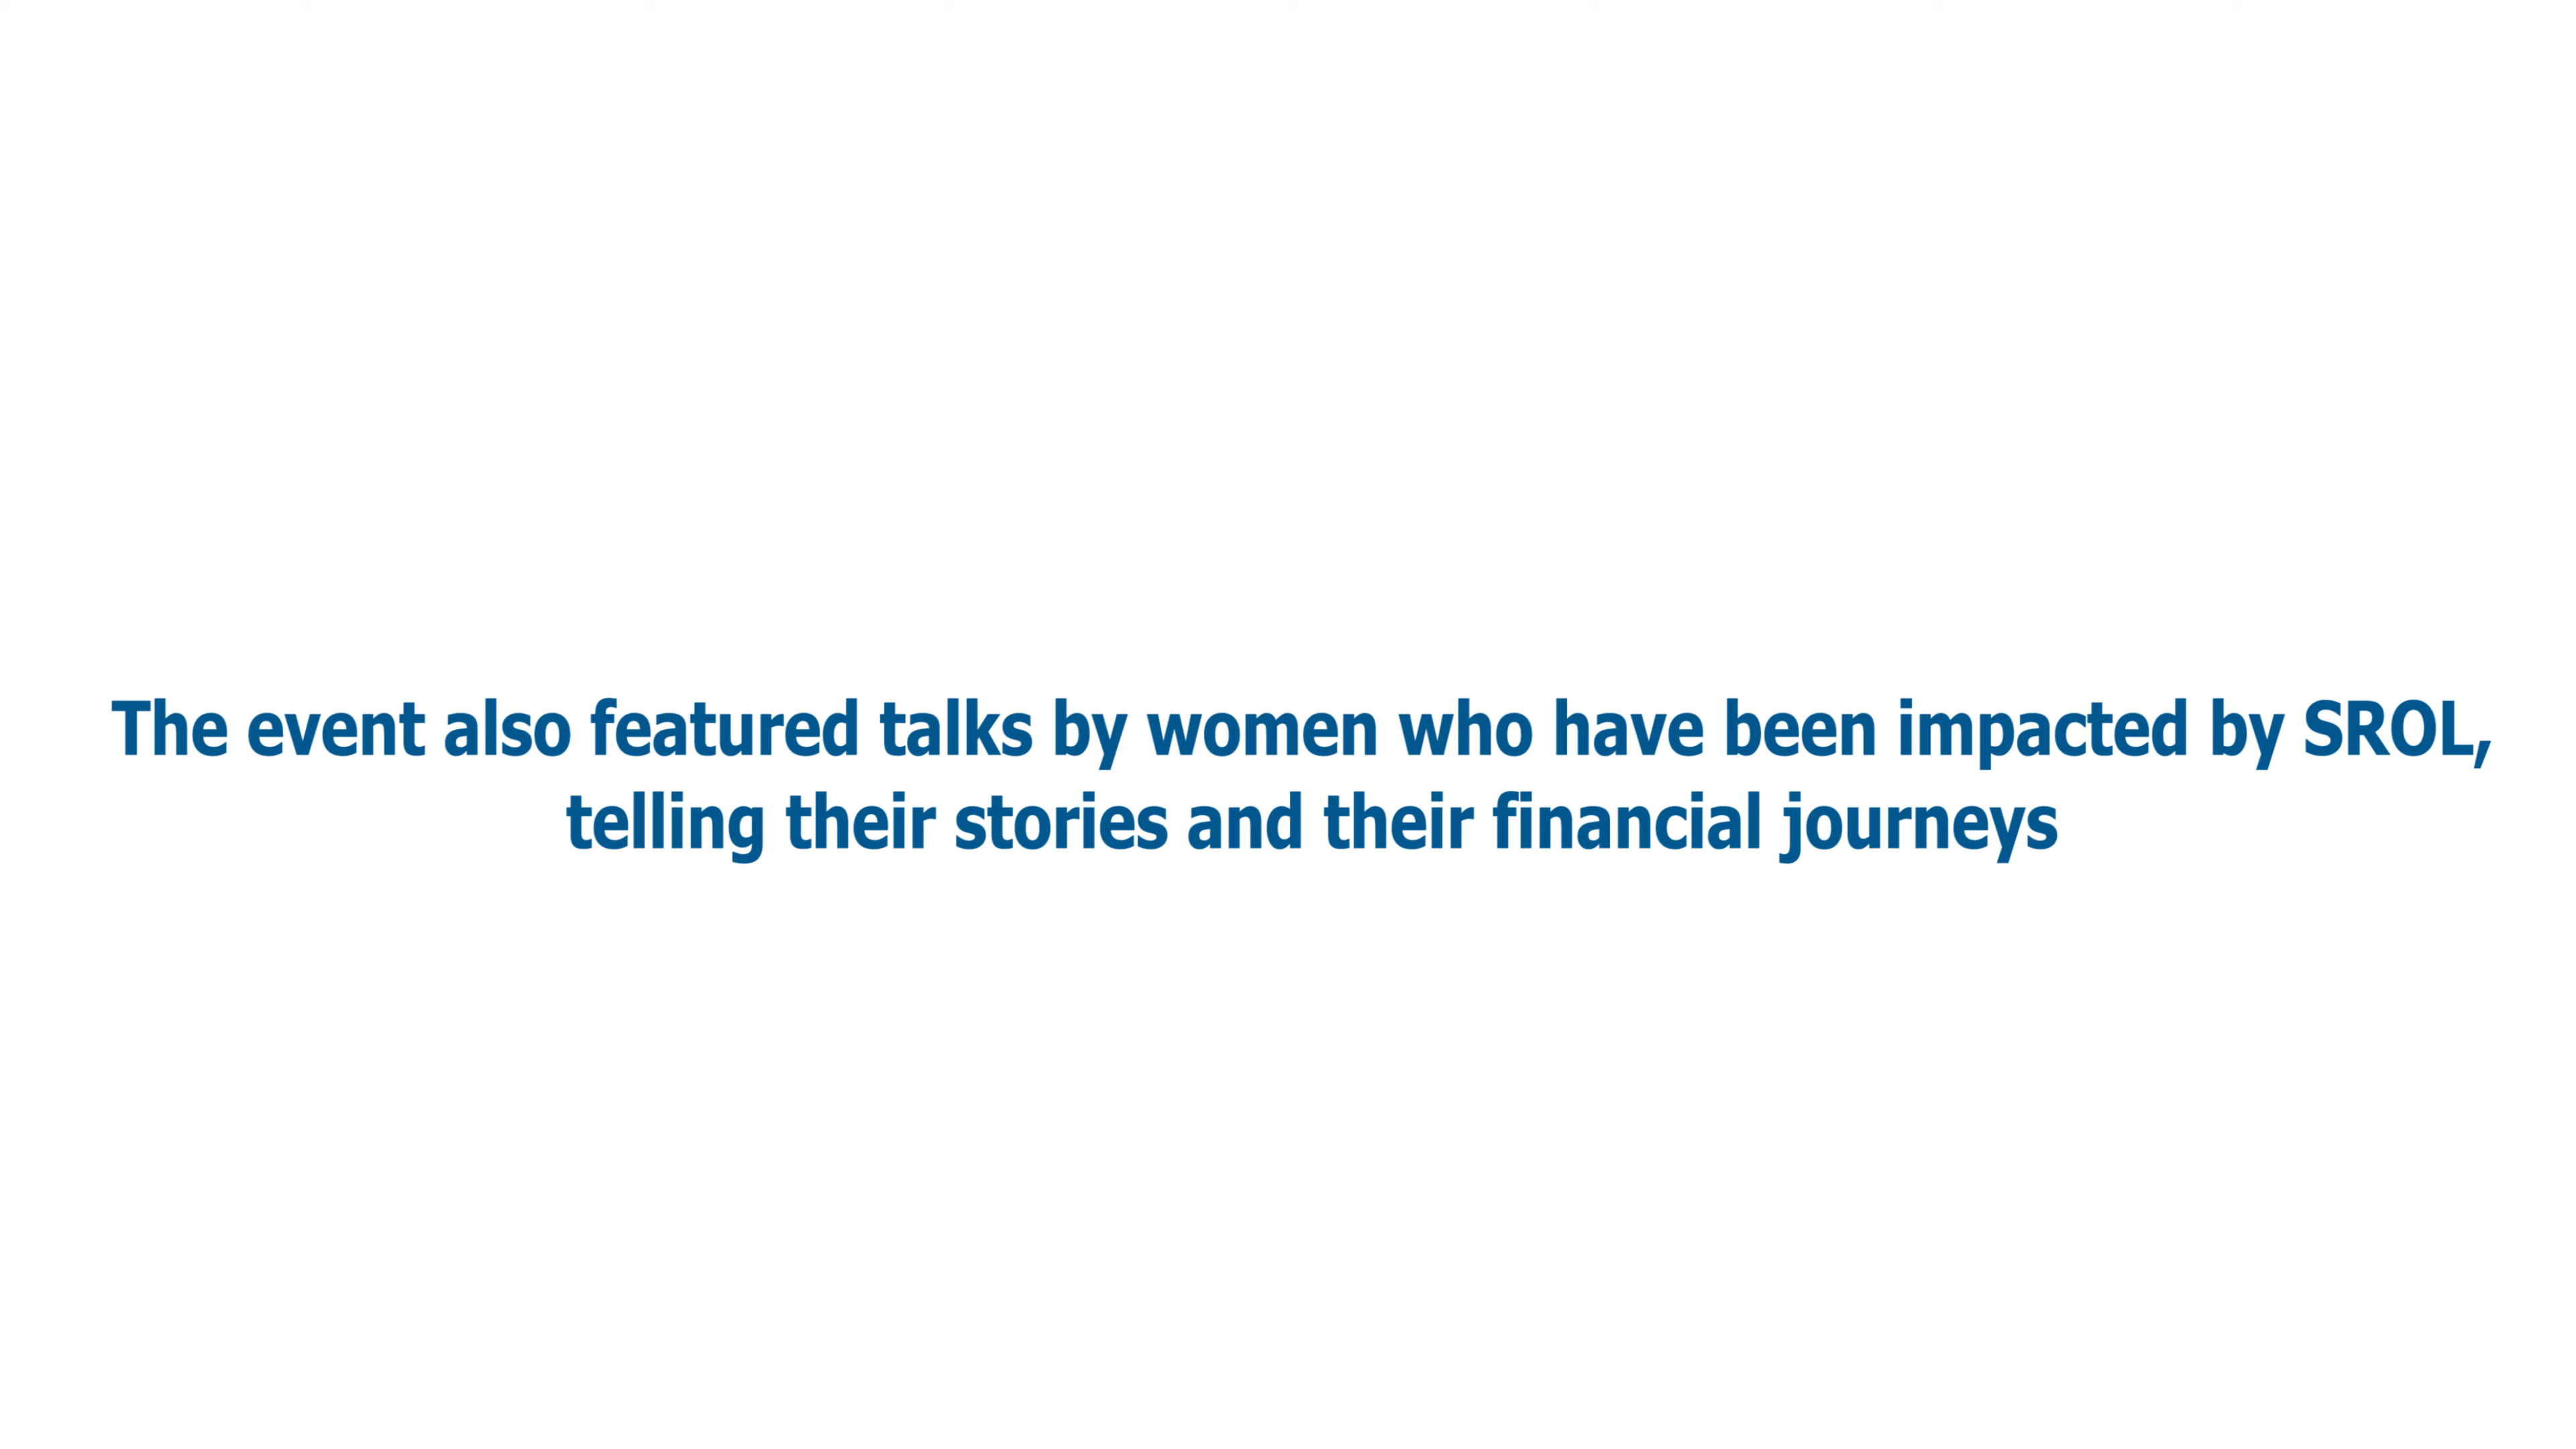 The event also featured talks by women who have been impacted by SROL,
telling their stories and their financial journeys